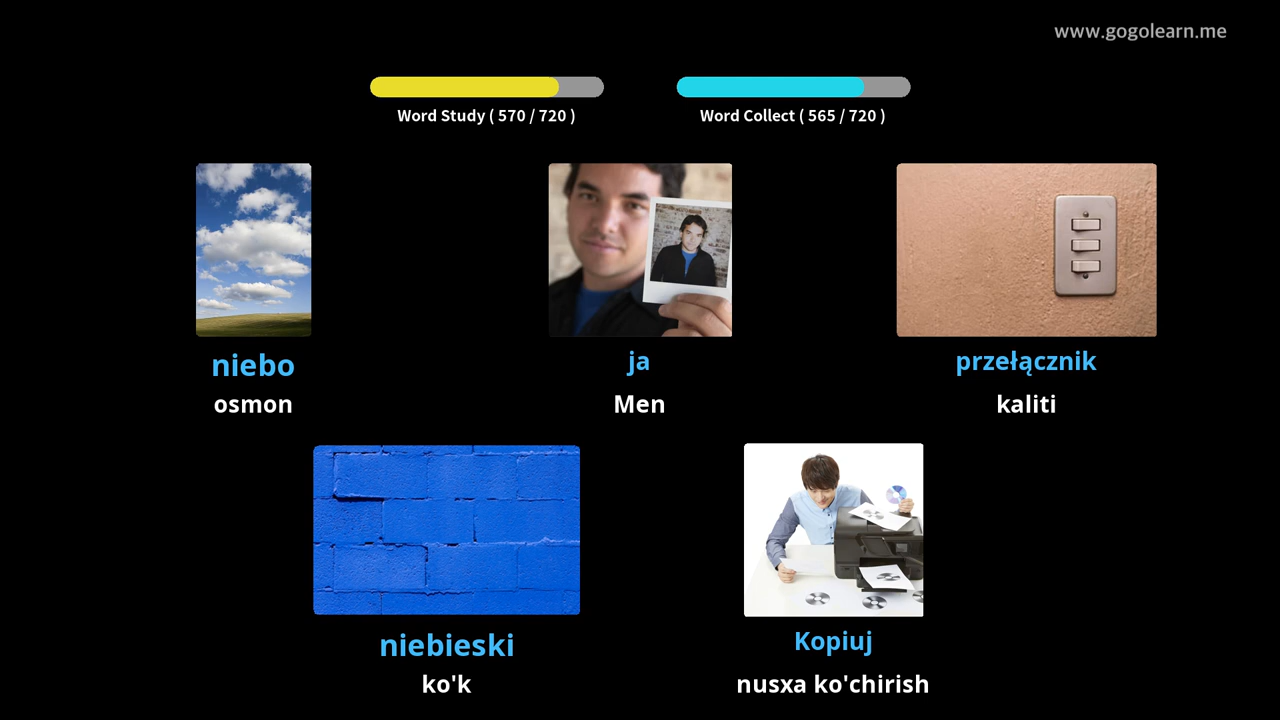 www.gogolearn.me
Word Study ( 570 / 720 )
Word Collect ( 565 / 720 )
niebo
osmon
ja
Men
przełącznik
kaliti
niebieski
ko'k
Kopiuj
nusxa ko'chirish